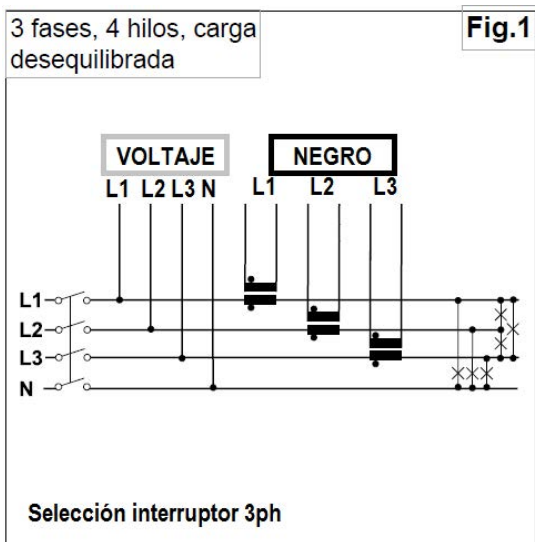 3 fases, 4 hilos, carga
desequilibrada
Fig.1
VOLTAJE
NEGRO
L1 L2 L3 N
L1 L2 L3
L1
L2
L3
N
Selección interruptor 3ph